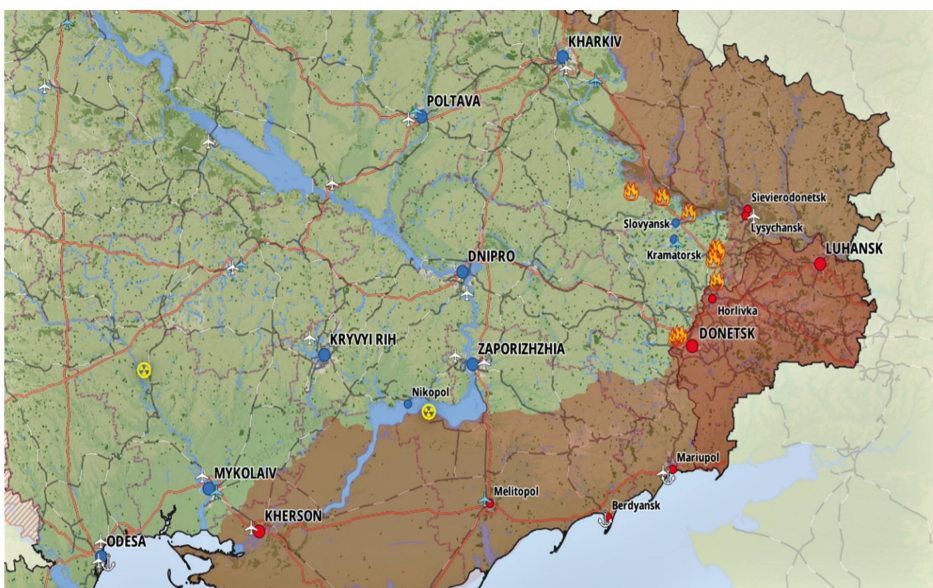 KHARKIV
POLTAVA
Sievierodonetsk
Slovyansk
Lysychansk
Kramatorsk
LUHANSK
DNIPRO
Horlivka
DONETSK
KRYVYI RIH
ZAPORIZHZHIA
Nikopol
Mariupol
MYKOLAIV
Melitopol
Berdyansk
KHERSON
ODESA